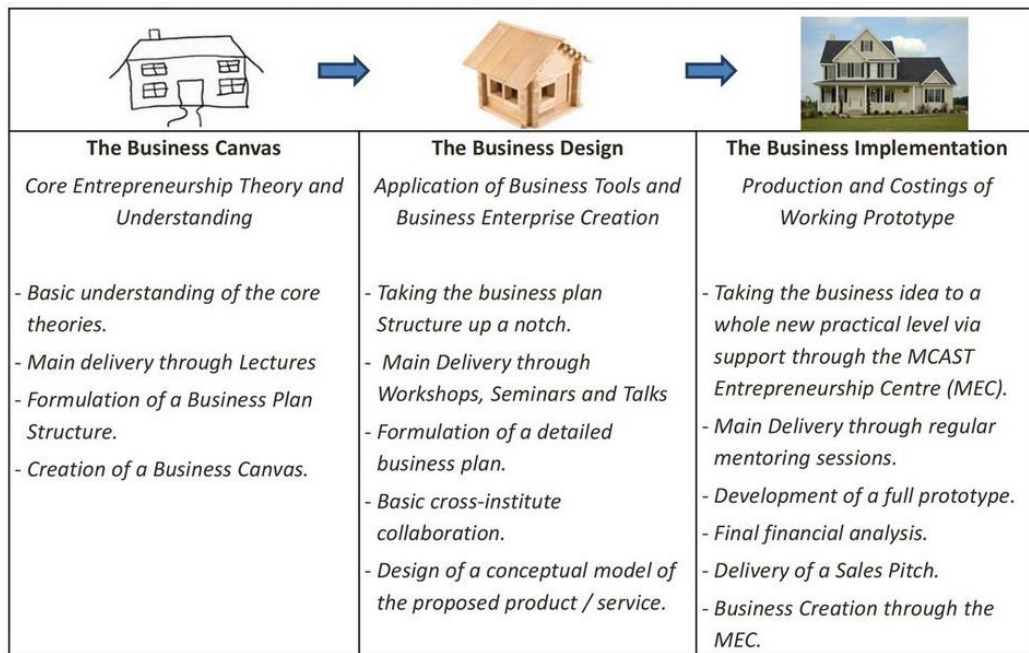 The Business Canvas
Core Entrepreneurship Theory and
Understanding
- Basic understanding of the core
theories.
- Main delivery through Lectures
- Formulation of a Business Plan
Structure.
- Creation of a Business Canvas.
The Business Design
Application of Business Tools and
Business Enterprise Creation
- Taking the business plan
Structure up a notch.
- Main Delivery through
Workshops, Seminars and Talks
- Formulation of a detailed
business plan.
- Basic cross-institute
collaboration.
- Design of a conceptual model of
the proposed product / service.
The Business Implementation
Production and Costings of
Working Prototype
- Taking the business idea to a
whole new practical level via
support through the MCAST
Entrepreneurship Centre (MEC).
- Main Delivery through regular
mentoring sessions.
- Development of a full prototype.
- Final financial analysis.
- Delivery of a Sales Pitch.
- Business Creation through the
MEC.